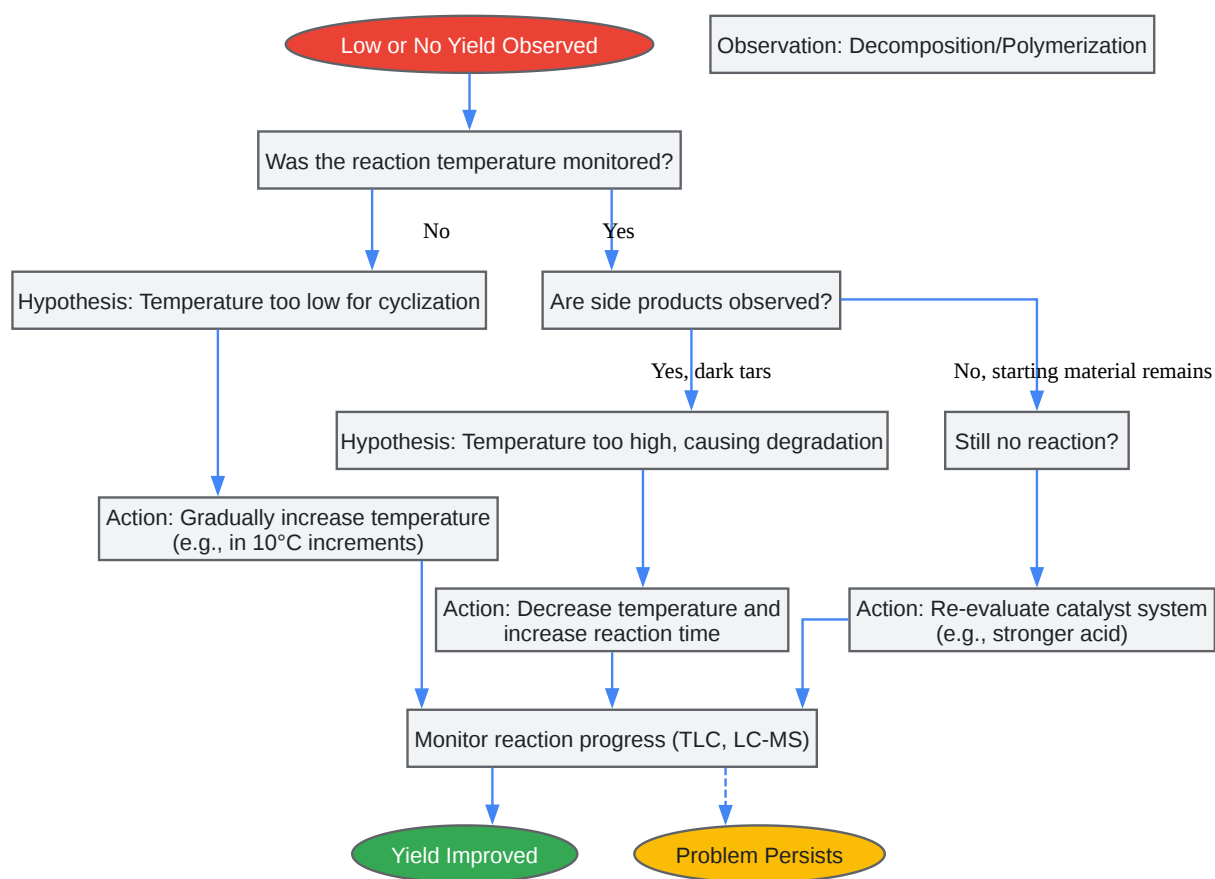 Low or No Yield Observed
Observation: Decomposition/Polymerization
Was the reaction temperature monitored?
No
Yes
Hypothesis: Temperature too low for cyclization
Are side products observed?
Yes, dark tars
No, starting material remains
Hypothesis: Temperature too high, causing degradation
Still no reaction?
Action: Gradually increase temperature
(e.g., in 10°C increments)
Action: Decrease temperature and
increase reaction time
Action: Re-evaluate catalyst system
(e.g., stronger acid)
Monitor reaction progress (TLC, LC-MS)
Yield Improved
Problem Persists